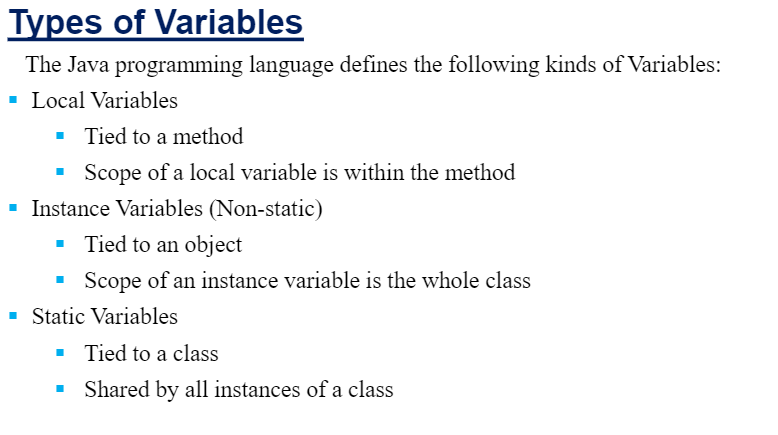 Types of Variables
The Java programming language defines the following kinds of Variables:
▪ Local Variables
▪ Tied to a method
▪ Scope of a local variable is within the method
▪ Instance Variables (Non-static)
▪ Tied to an object
▪ Scope of an instance variable is the whole class
▪ Static Variables
▪ Tied to a class
▪ Shared by all instances of a class